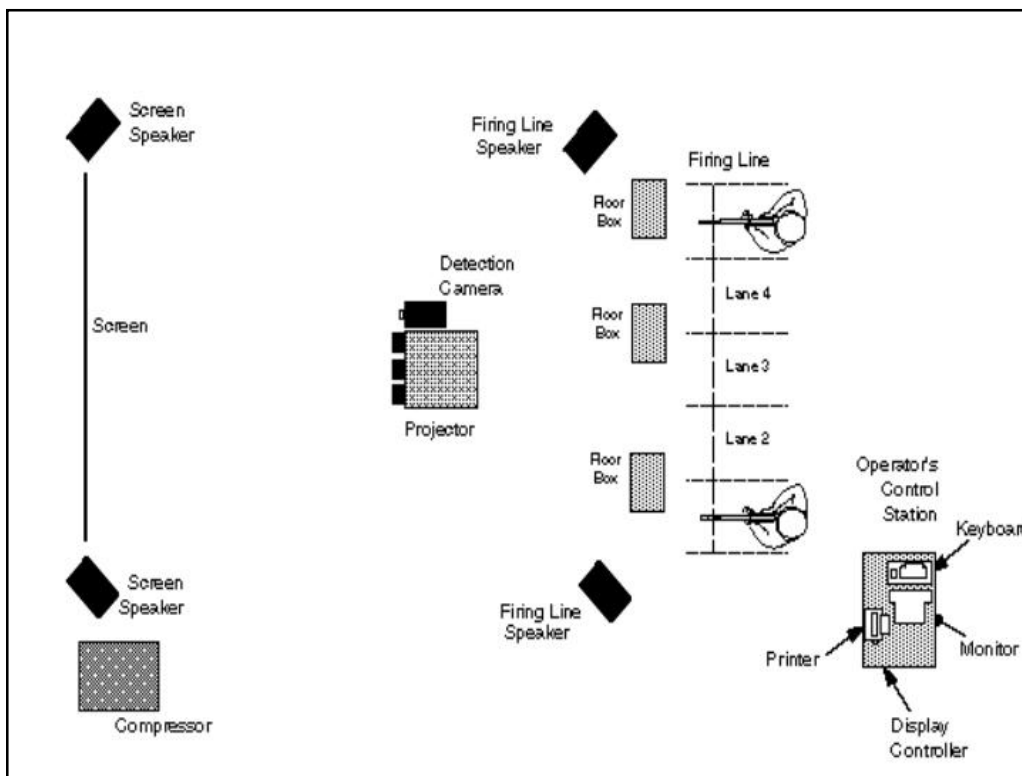 Screen
Speaker
Firing Line
Speaker
Firing Line
Floor
Box
Detection
Camera
Lane 4
Floor
Box
Screen
Lane 3
Projector
Lane 2
Floor
Box
Operator's
Control
Station
Keyboard
Screen
Speaker
Firing Line
Speaker
Printer
Monitor
Compressor
Display
Controller